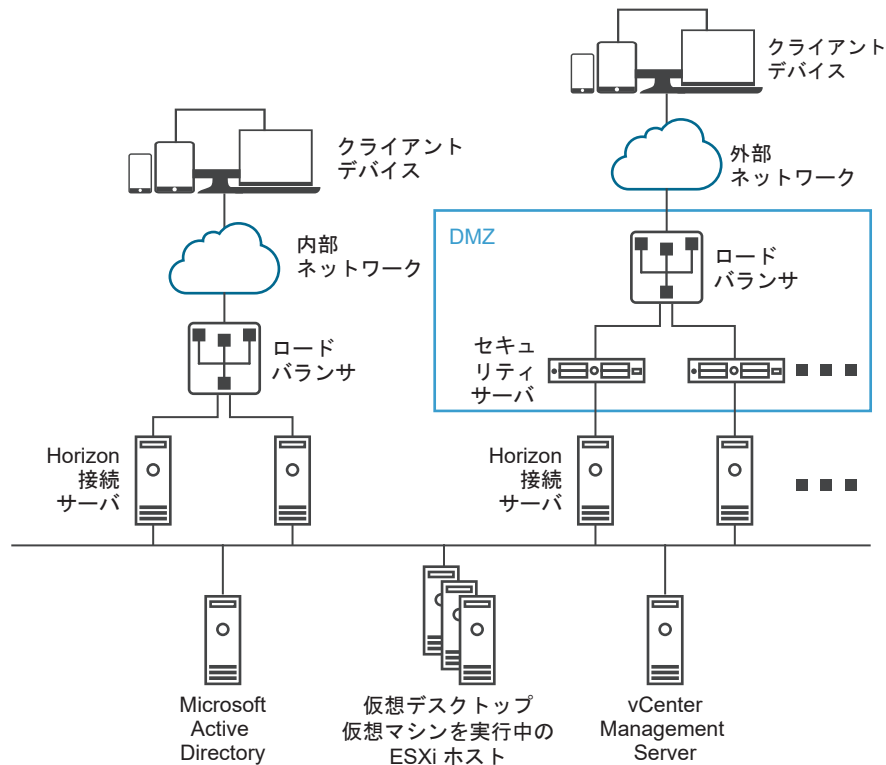 クライアント
デバイス
クライアント
デバイス
外部
ネットワーク
内部
ネットワーク
DMZ
ロード
バランサ
ロード
バランサ
セキュ
リティ
サーバ
Horizon
接続
サーバ
Horizon
接続
サーバ
Microsoft
Active
Directory
仮想デスクトップ
仮想マシンを実行中の
ESXi ホスト
vCenter
Management
Server